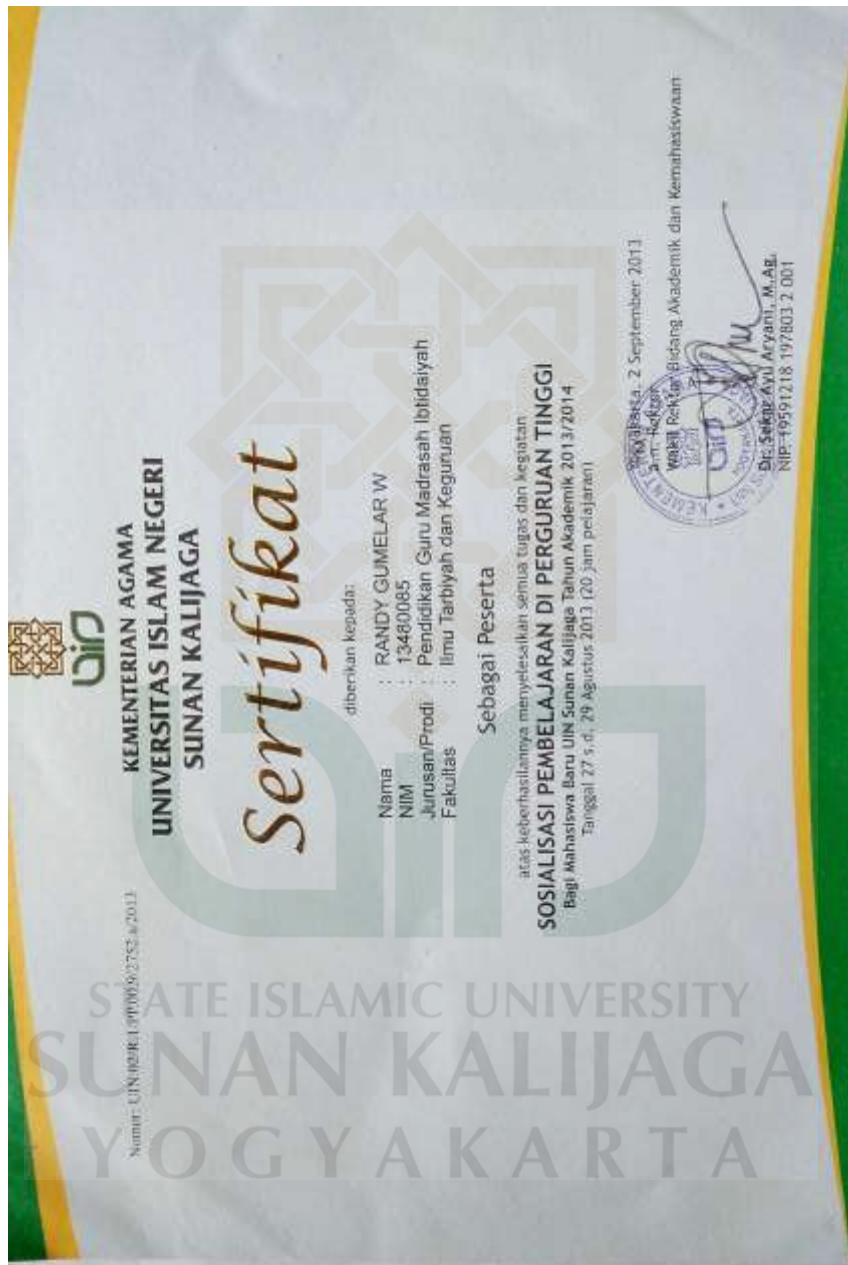 Nomor: UIN.02/R.1/PP.00.9/2752.a/2013
KEMENTERIAN AGAMA
UNIVERSITAS ISLAM NEGERI
SUNAN KALIJAGA
Sertifikat
diberikan kepada:
Nama : RANDY GUMELAR W
NIM : 13480085
Jurusan/Prodi : Pendidikan Guru Madrasah Ibtidaiyah
Fakultas : Ilmu Tarbiyah dan Keguruan
Sebagai Peserta
atas keberhasilannya menyelesaikan semua tugas dan kegiatan
SOSIALISASI PEMBELAJARAN DI PERGURUAN TINGGI
Bagi Mahasiswa Baru UIN Sunan Kalijaga Tahun Akademik 2013/2014
Tanggal 27 s.d. 29 Agustus 2013 (20 jam pelajaran)
Yogyakarta, 2 September 2013
a.n. Rektor
Wakil Rektor Bidang Akademik dan Kemahasiswaan
Dr. Sekar Ayu Aryani, M.Ag.
NIP. 19591218 197803 2 001
STATE ISLAMIC UNIVERSITY
SUNAN KALIJAGA
YOGYAKARTA